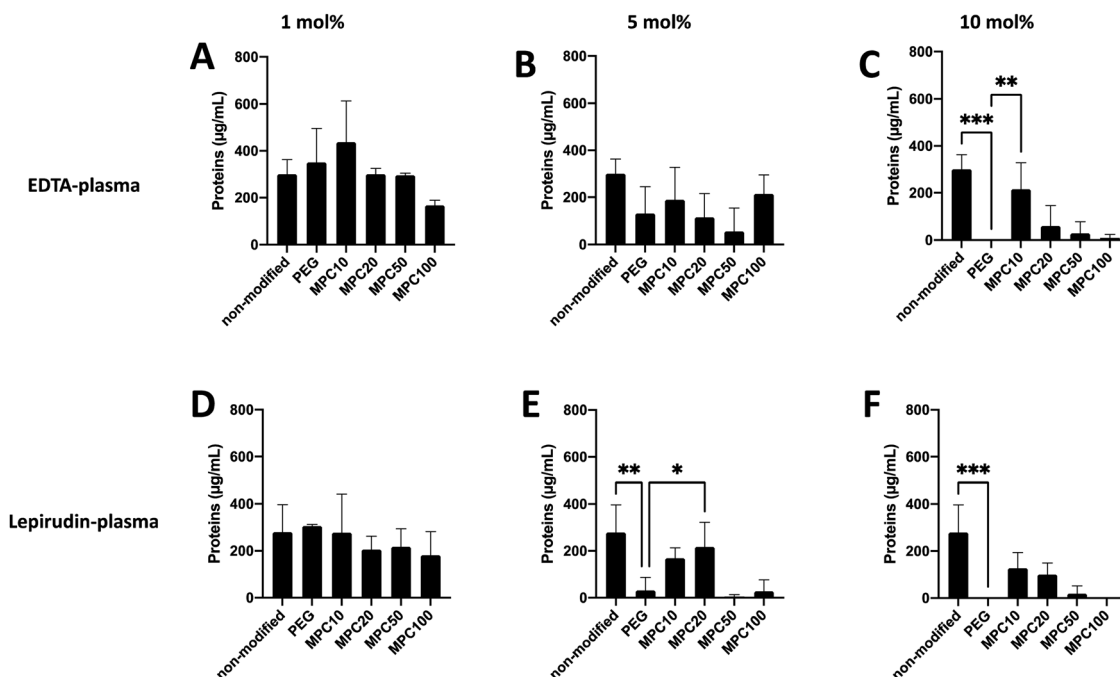 1 mol%
5 mol%
10 mol%
EDTA-plasma
A
Proteins (µg/mL)
800
600
400
200
0
non-modified
PEG
MPC10
MPC20
MPC50
MPC100
B
Proteins (µg/mL)
800
600
400
200
0
non-modified
PEG
MPC10
MPC20
MPC50
MPC100
C
Proteins (µg/mL)
800
600
400
200
0
**
***
non-modified
PEG
MPC10
MPC20
MPC50
MPC100
Lepirudin-plasma
D
Proteins (µg/mL)
800
600
400
200
0
non-modified
PEG
MPC10
MPC20
MPC50
MPC100
E
Proteins (µg/mL)
800
600
400
200
0
**
*
non-modified
PEG
MPC10
MPC20
MPC50
MPC100
F
Proteins (µg/mL)
800
600
400
200
0
***
non-modified
PEG
MPC10
MPC20
MPC50
MPC100